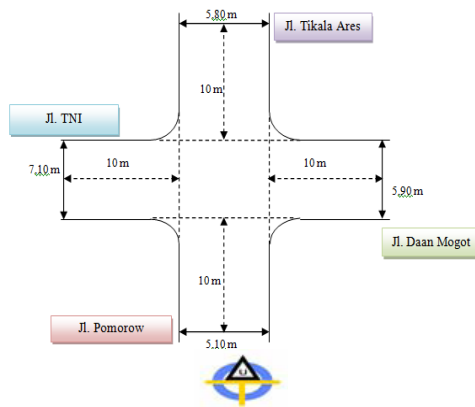 5,80 m
Jl. Tikala Ares
10 m
Jl. TNI
7,10 m
10 m
10 m
5,90 m
Jl. Daan Mogot
10 m
Jl. Pomorow
5,10 m
U